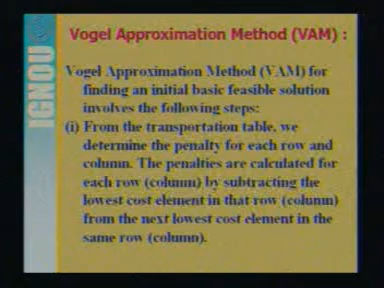 IGNOU
Vogel Approximation Method (VAM) :
Vogel Approximation Method (VAM) for
finding an initial basic feasible solution
involves the following steps:
(i) From the transportation table, we
determine the penalty for each row and
column. The penalties are calculated for
each row (column) by subtracting the
lowest cost element in that row (column)
from the next lowest cost element in the
same row (column).